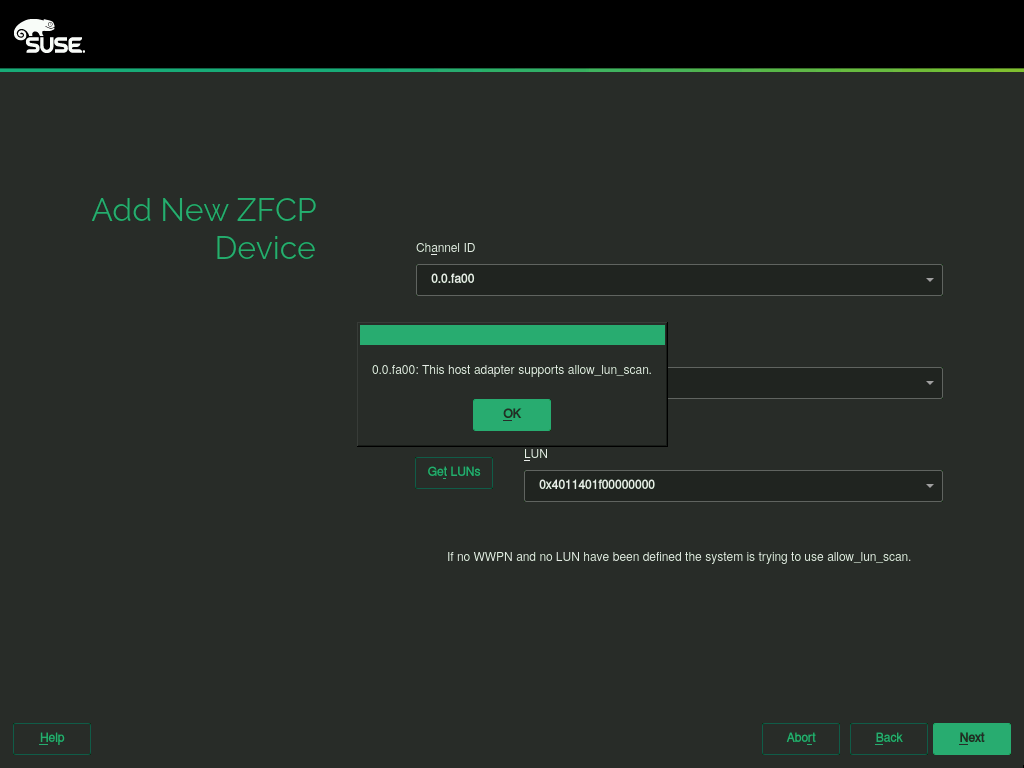 SUSE.
Add New ZFCP
Device
Channel ID
0.0.fa00
0.0.fa00: This host adapter supports allow_lun_scan.
OK
Get LUNs
LUN
0x4011401f00000000
If no WWPN and no LUN have been defined the system is trying to use allow_lun_scan.
Help
Abort
Back
Next